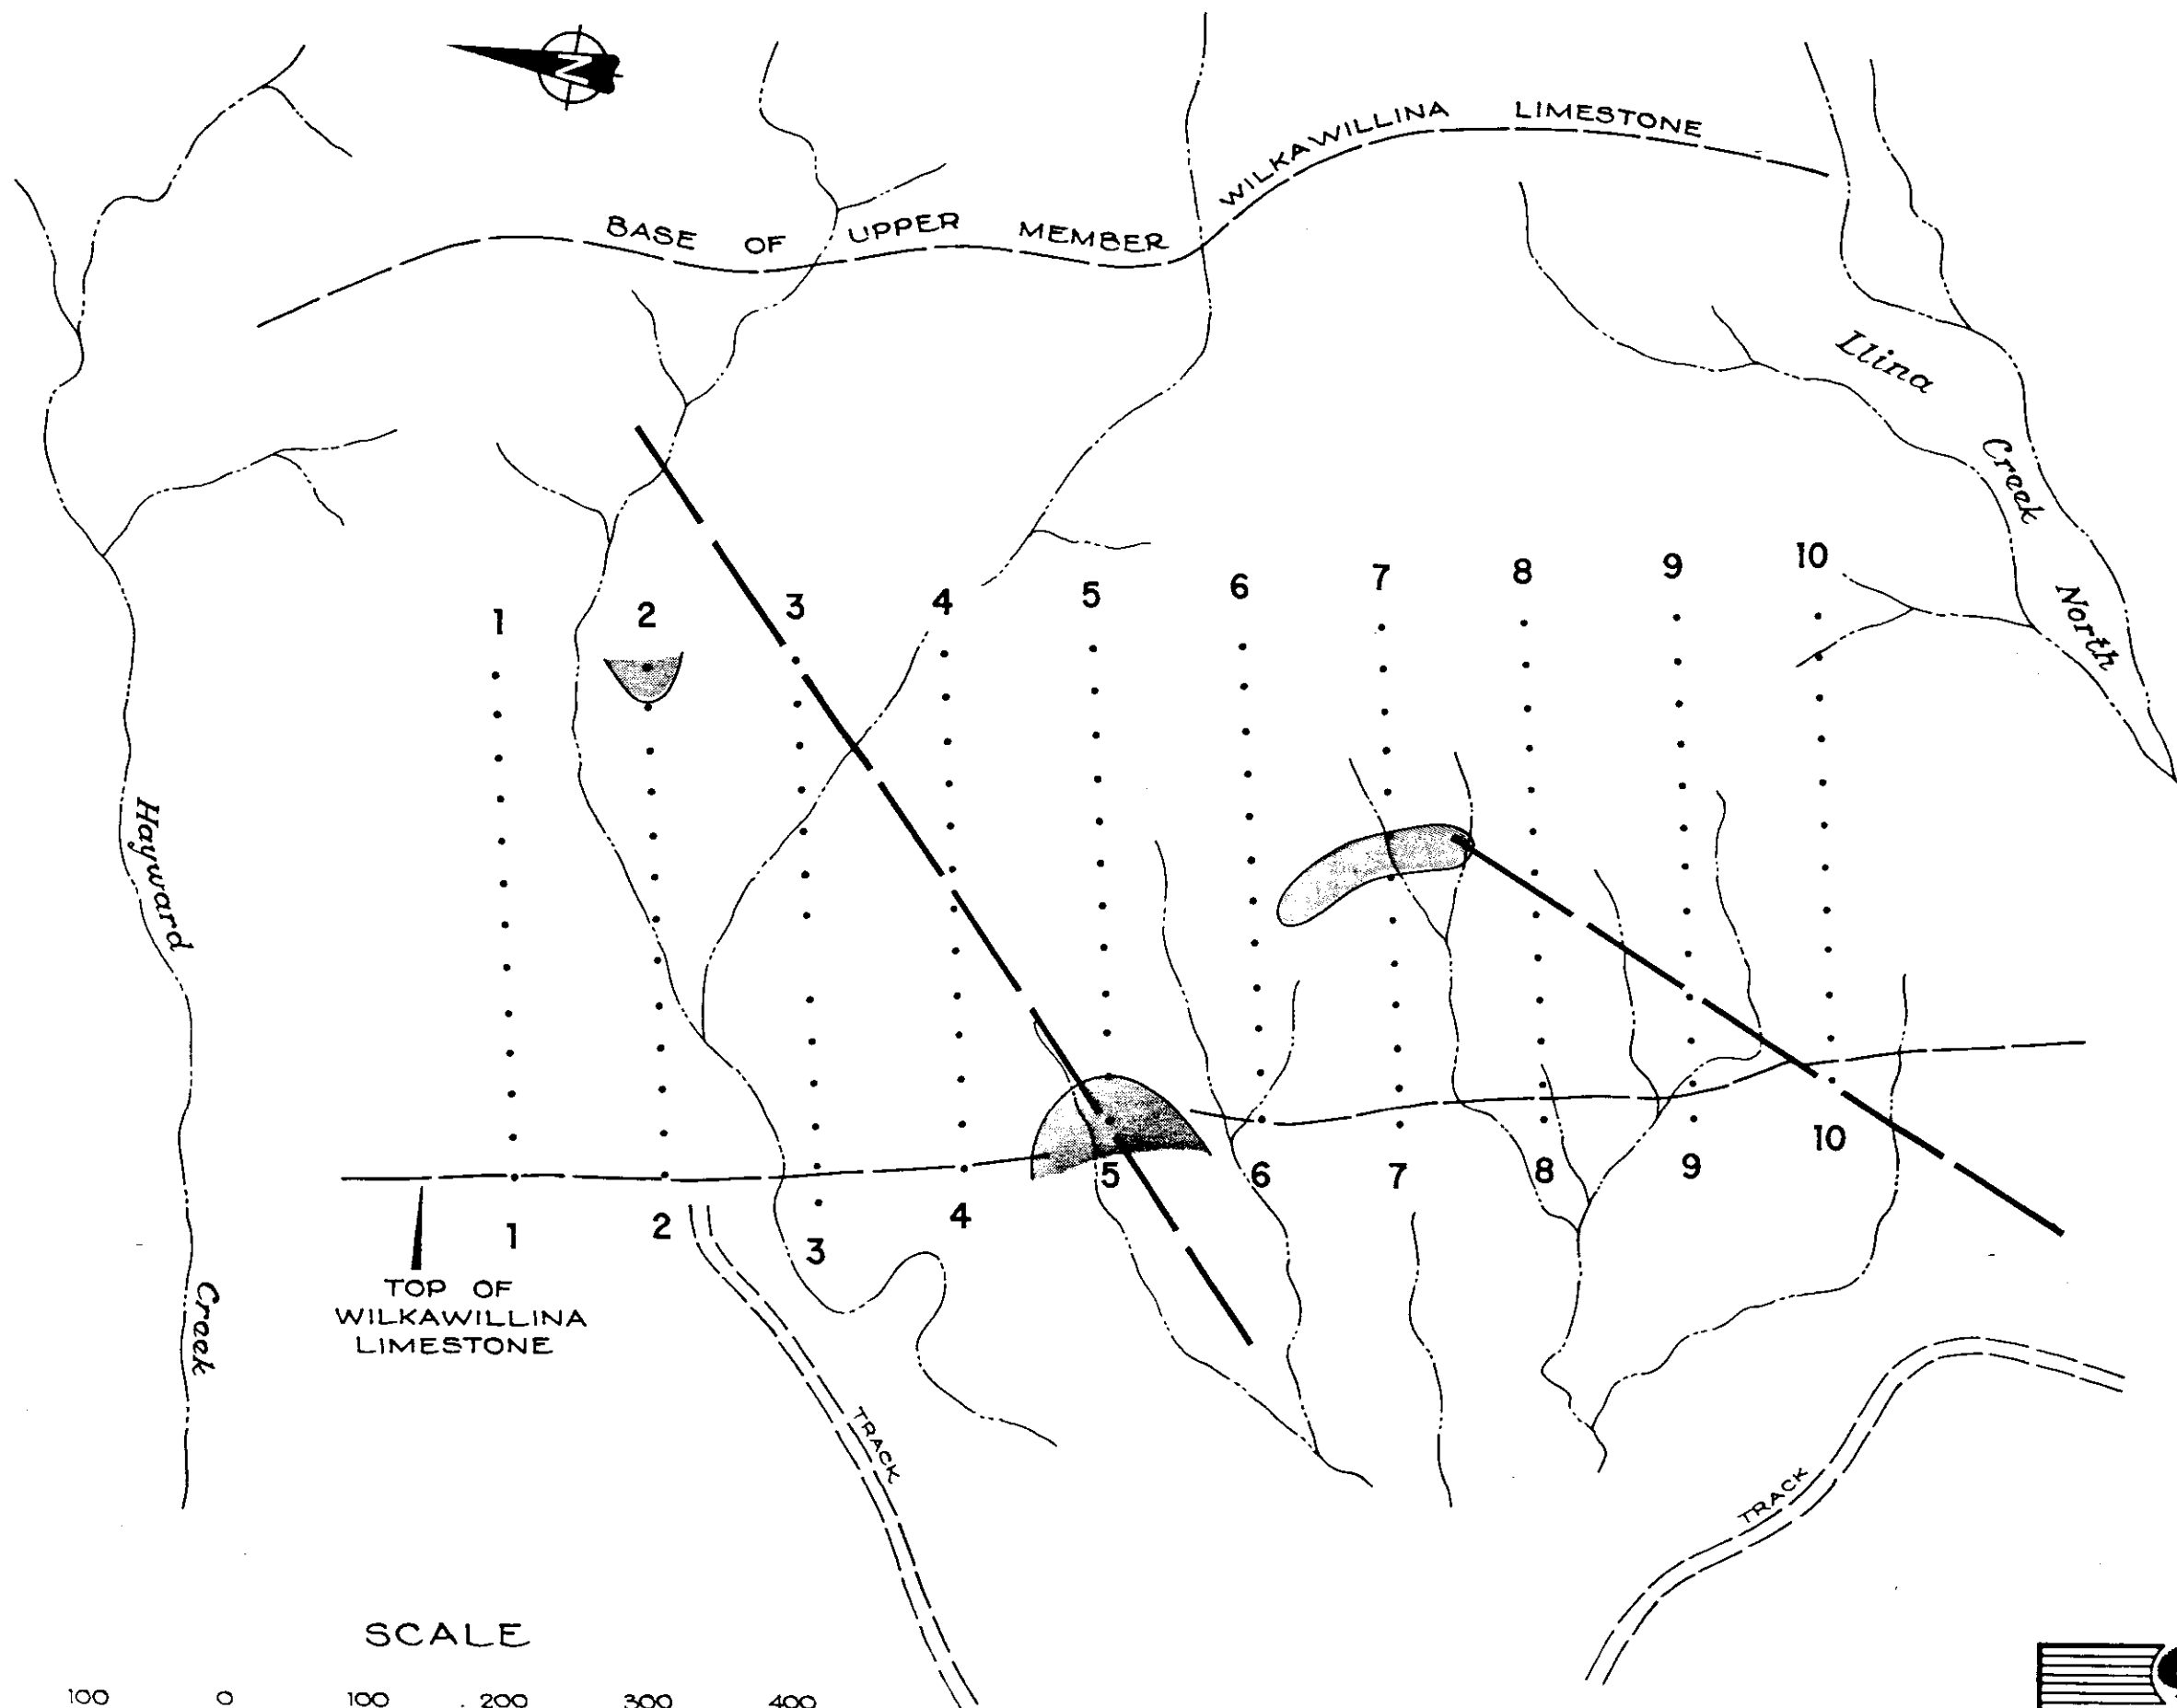 N
WILKAWILLINA LIMESTONE
BASE OF UPPER MEMBER
Llina
Creek
North
10
9
8
7
6
5
4
3
2
1
Hayward
Creek
1
2
3
4
5
6
7
8
9
10
TOP OF
WILKAWILLINA
LIMESTONE
TRACK
TRACK
SCALE
100 0 100 200 300 400